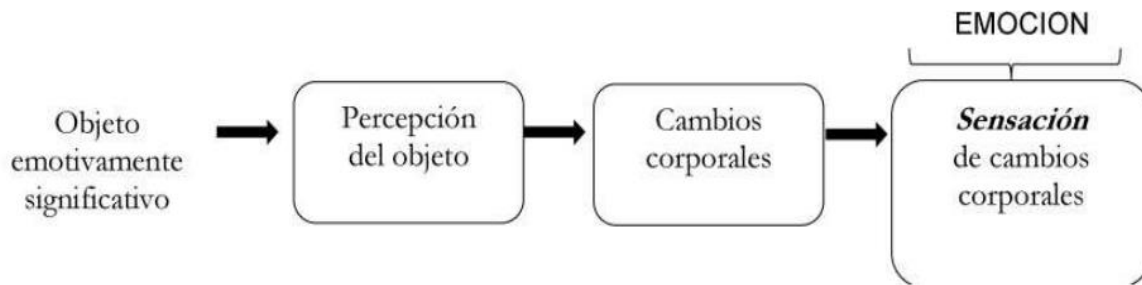 EMOCION
Objeto
emotivamente
significativo
Percepción
del objeto
Cambios
corporales
Sensación
de cambios
corporales